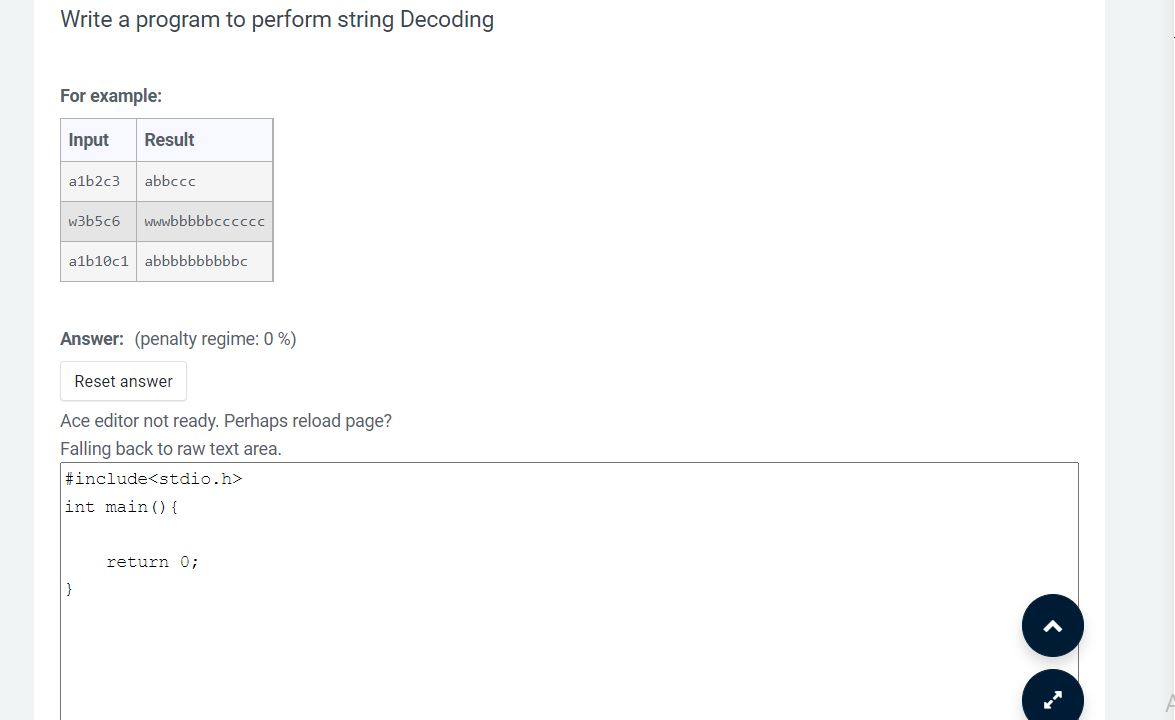 Write a program to perform string Decoding
For example:
Input Result
a1b2c3 abbccc
w3b5c6 wwwbbbbbcccccc
a1b10c1 abbbbbbbbbbc
Answer: (penalty regime: 0 %)
Reset answer
Ace editor not ready. Perhaps reload page?
Falling back to raw text area.
#include<stdio.h>
int main(){
return 0;
}